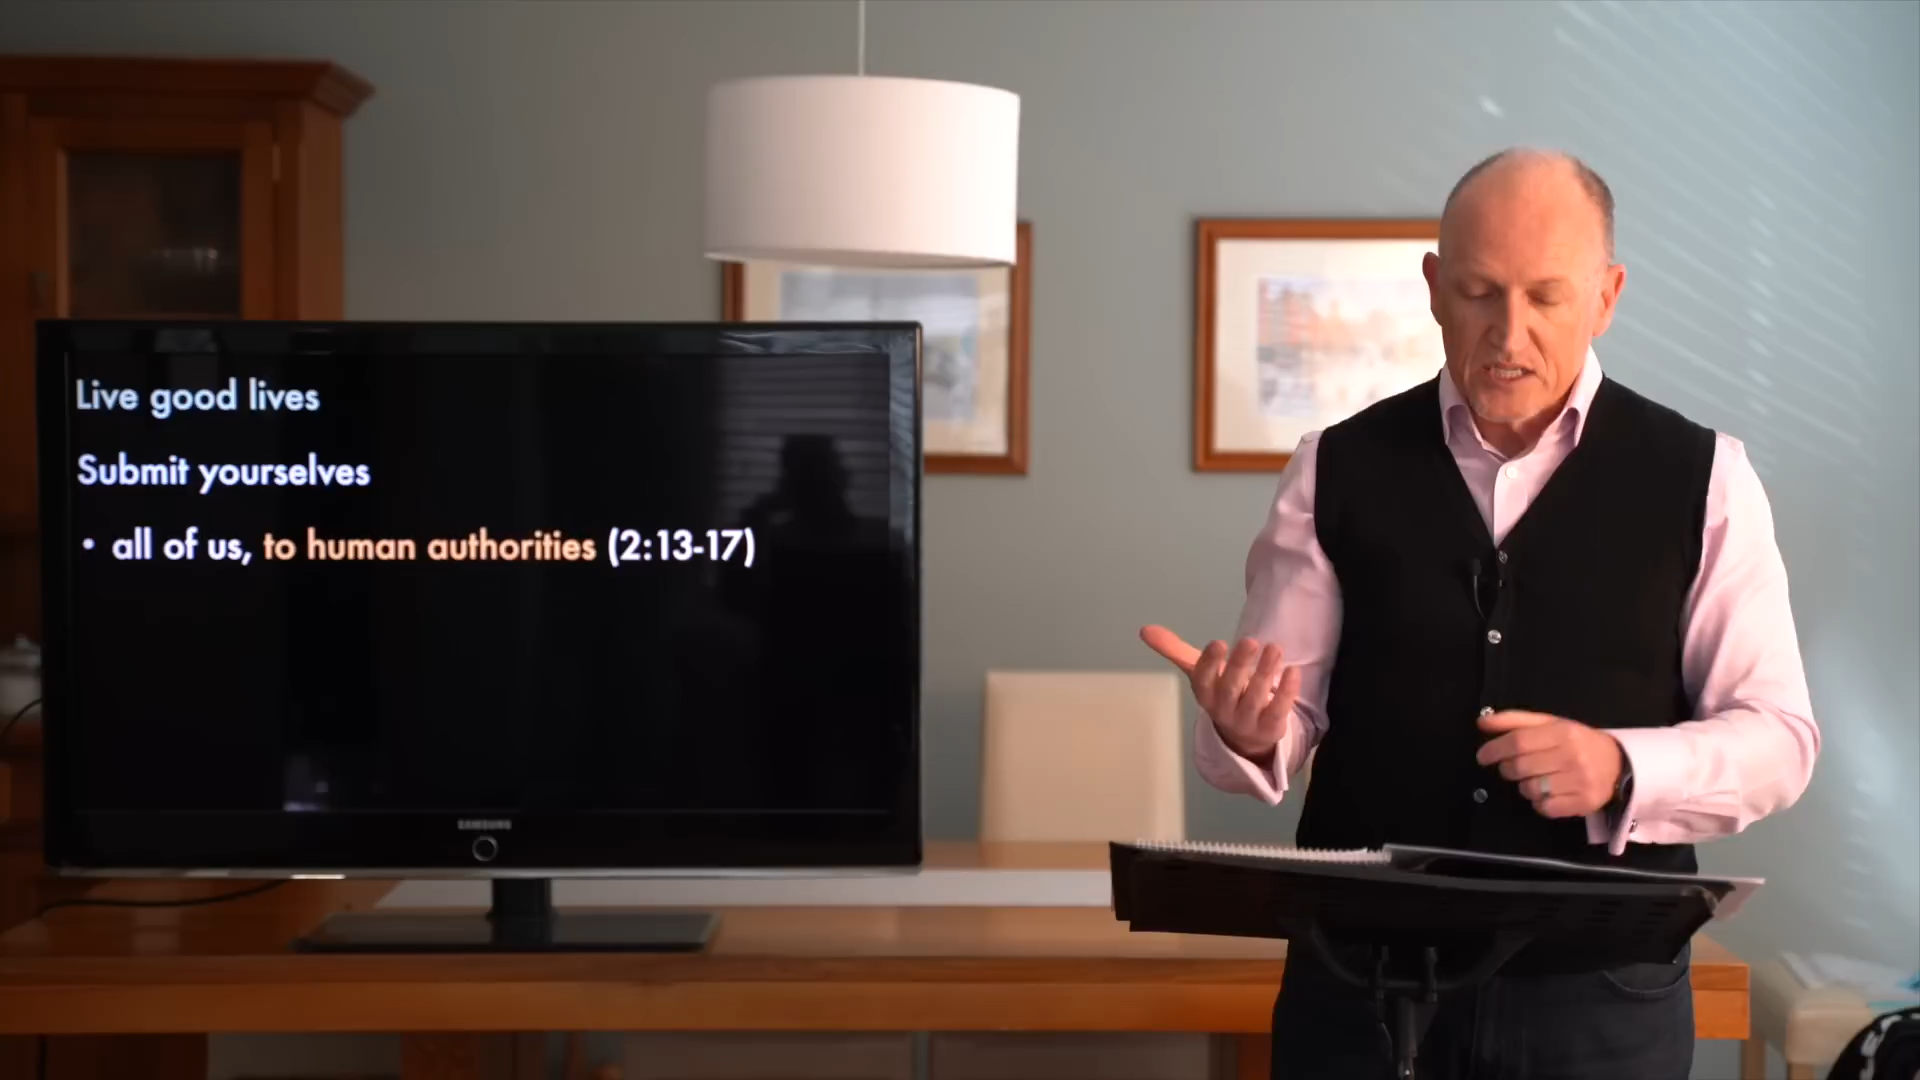 Live good lives
Submit yourselves
• all of us, to human authorities (2:13-17)
SAMSUNG